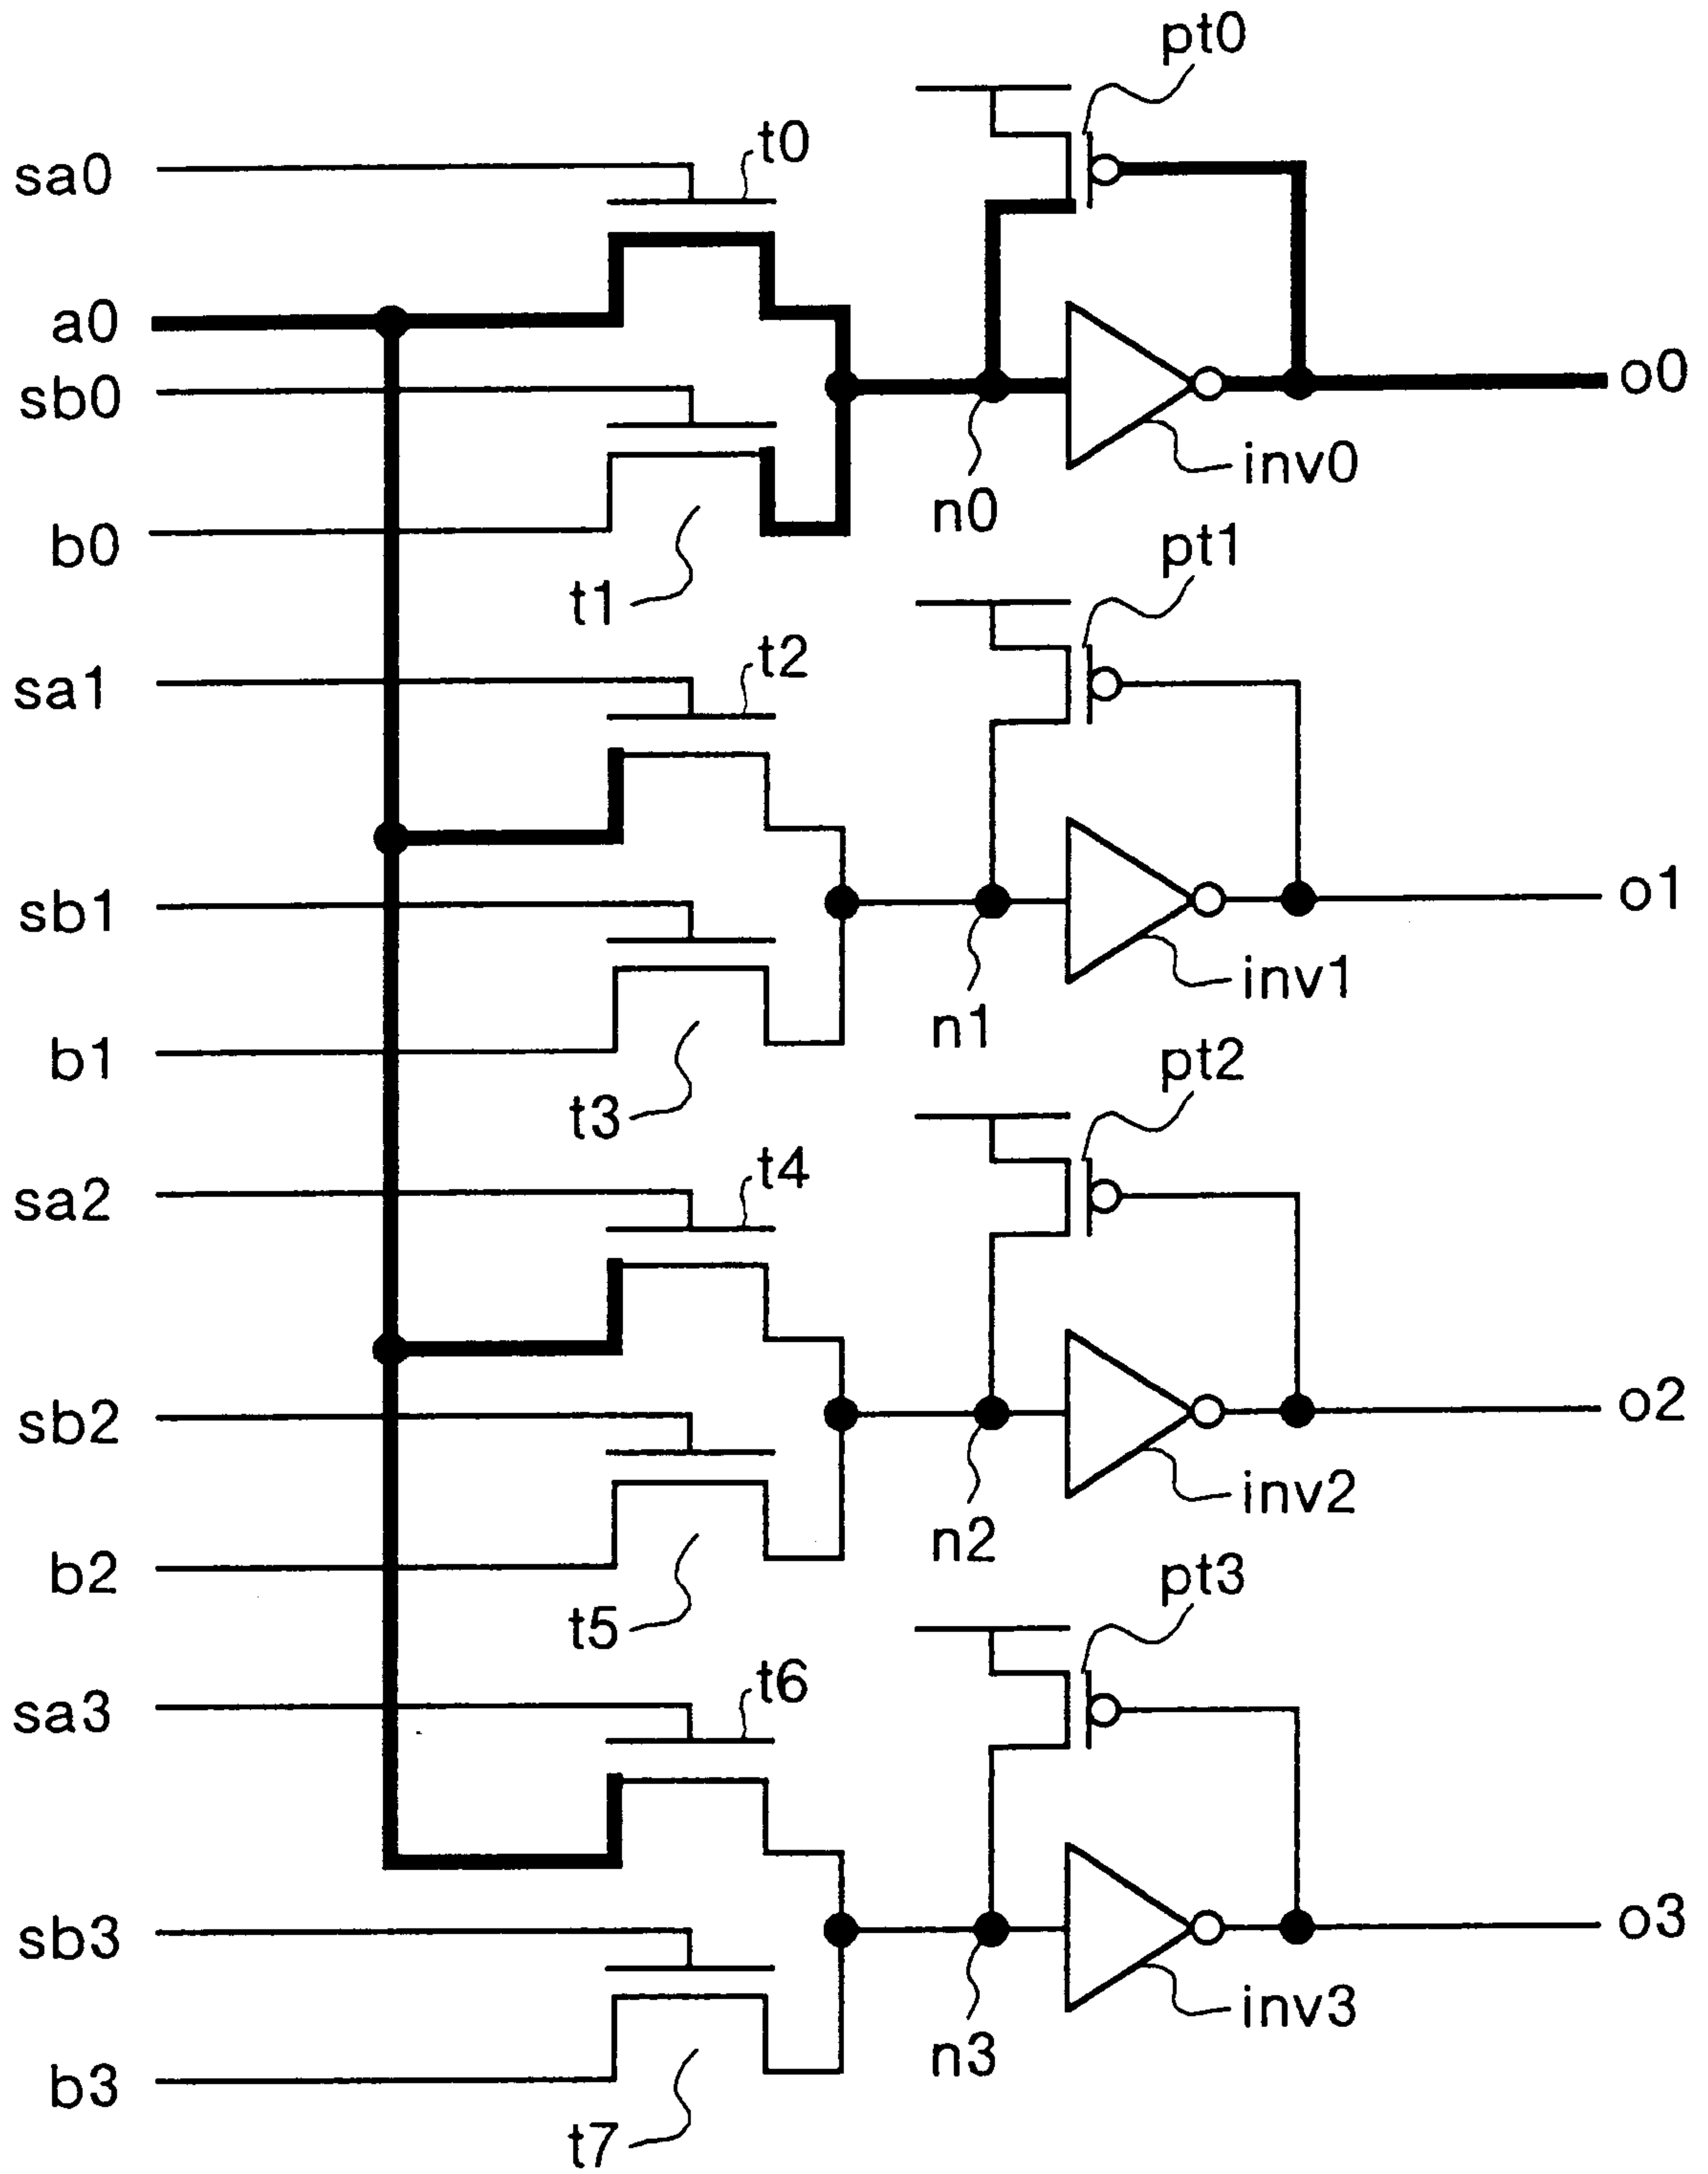 pt0
t0
sa0
a0
sb0
o0
inv0
n0
b0
pt1
t1
t2
sa1
o1
sb1
inv1
n1
b1
pt2
t3
t4
sa2
o2
sb2
inv2
n2
b2
pt3
t5
t6
sa3
o3
sb3
inv3
n3
b3
t7